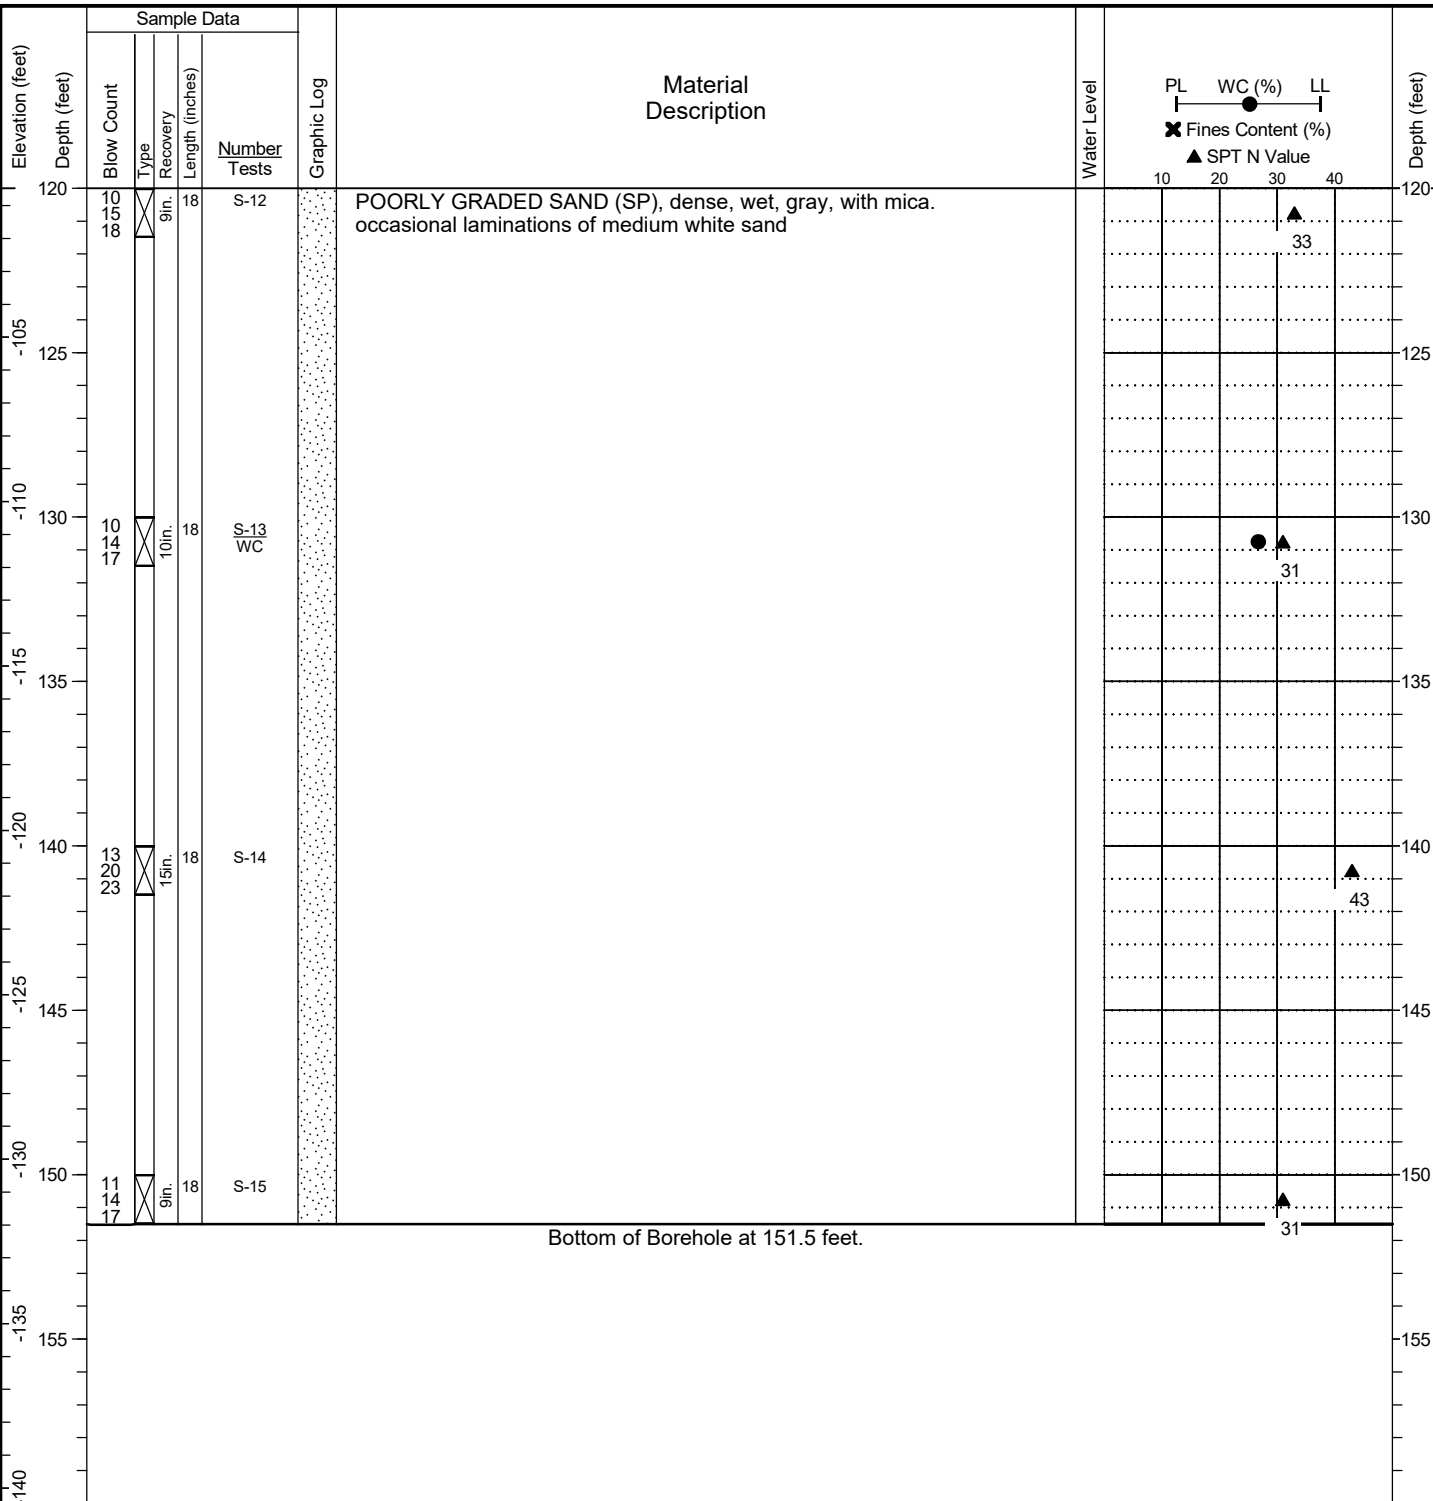 Sample Data
Elevation (feet)
Depth (feet)
Blow Count
Type
Recovery
Length (inches)
Number
Tests
Graphic Log
Material
Description
Water Level
PL WC (%) LL
Fines Content (%)
SPT N Value
10 20 30 40
Depth (feet)
120 10 9in. 18 S-12 POORLY GRADED SAND (SP), dense, wet, gray, with mica. 120
15
18
occasional laminations of medium white sand
33
-105
125 125
-110
130 10 10in. 18 S-13 130
14 WC
17
31
-115
135 135
-120
140 13 15in. 18 S-14 140
20
23
43
-125
145 145
-130
150 11 9in. 18 S-15 150
14
17
31
Bottom of Borehole at 151.5 feet.
-135
155 155
-140